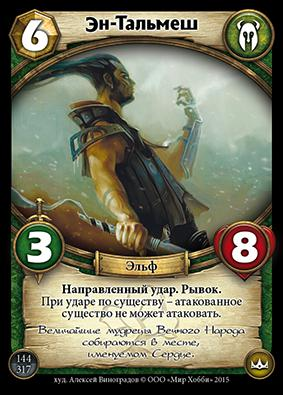 6
Эн-Тальмеш
3
Эльф
8
Направленный удар. Рывок.
При ударе по существу – атакованное
существо не может атаковать.
Величайшие мудрецы Вечного Народа
собираются в месте,
именуемом Сердце.
144
317
худ. Алексей Виноградов © ООО «Мир Хобби» 2015